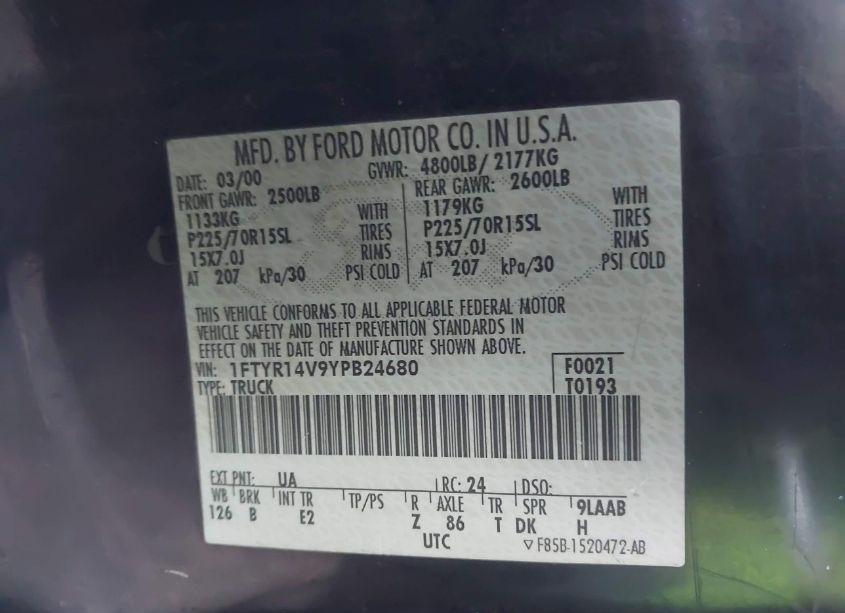 MFD. BY FORD MOTOR CO. IN U.S.A.
DATE: 03/00 GVWR: 4800LB/ 2177KG
FRONT GAWR: 2500LB REAR GAWR: 2600LB
1133KG WITH 1179KG WITH
P225/70R15SL TIRES P225/70R15SL TIRES
15X7.0J RIMS 15X7.0J RIMS
AT 207 kPa/30 PSI COLD AT 207 kPa/30 PSI COLD
THIS VEHICLE CONFORMS TO ALL APPLICABLE FEDERAL MOTOR
VEHICLE SAFETY AND THEFT PREVENTION STANDARDS IN
EFFECT ON THE DATE OF MANUFACTURE SHOWN ABOVE.
VIN: 1FTYR14V9YPB24680 F0021
TYPE: TRUCK T0193
EXT PNT: UA RC: 24 DSO:
WB BRK INT TR TP/PS R AXLE TR SPR 9LAAB
126 B E2 Z 86 T DK H
UTC ▽F85B-1520472-AB